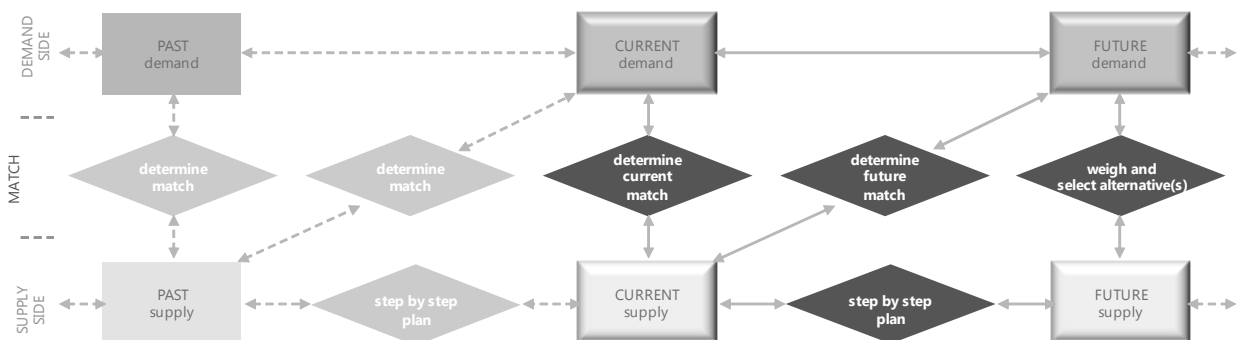 DEMAND
SIDE
PAST
demand
CURRENT
demand
FUTURE
demand
MATCH
determine
match
determine
match
determine
current
match
determine
future
match
weigh and
select alternative(s)
SUPPLY
SIDE
PAST
supply
step by step
plan
CURRENT
supply
step by step
plan
FUTURE
supply